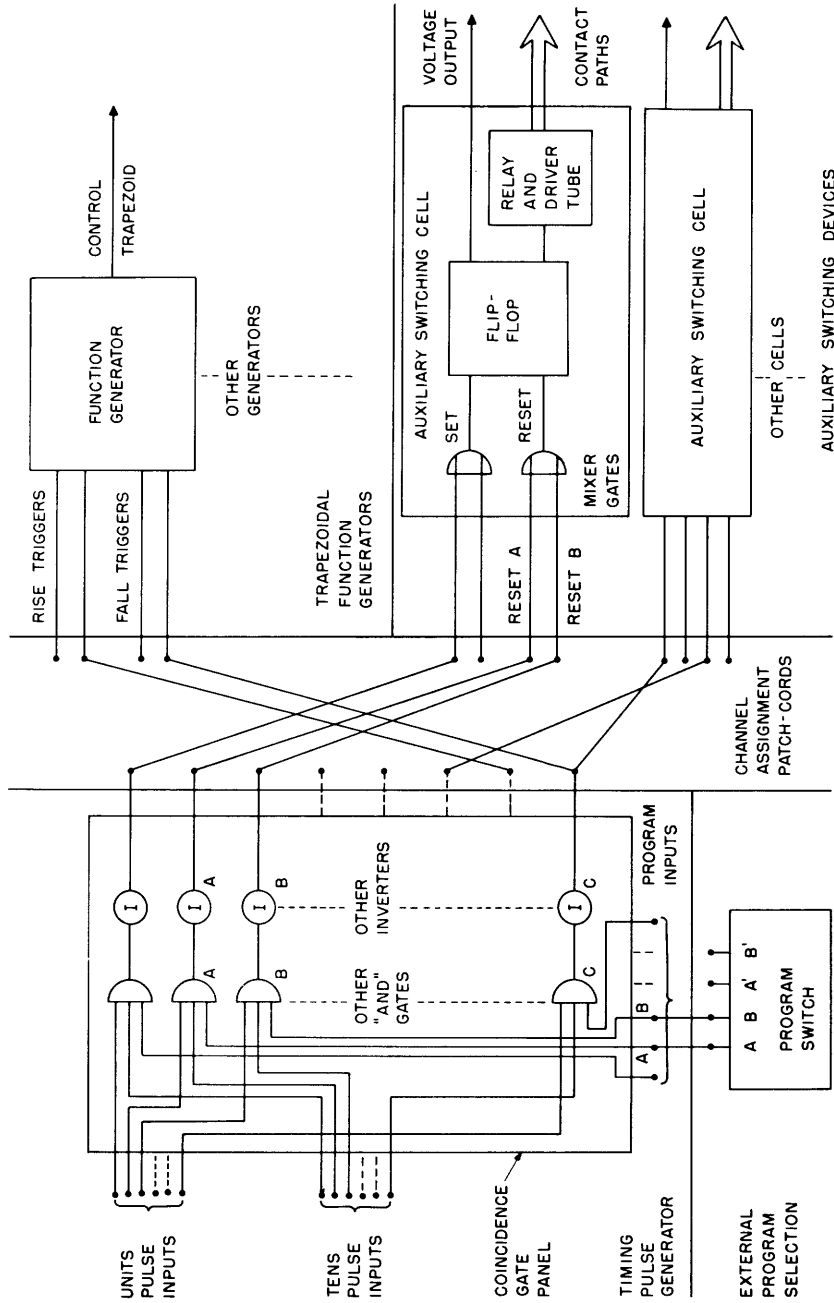 UNITS
PULSE
INPUTS
TENS
PULSE
INPUTS
COINCIDENCE
GATE
PANEL
TIMING
PULSE
GENERATOR
EXTERNAL
PROGRAM
SELECTION
A
B
C
OTHER
"AND"
GATES
I
I
A
I
B
I
C
OTHER
INVERTERS
A
B
PROGRAM
INPUTS
A
B
A'
B'
PROGRAM
SWITCH
CHANNEL
ASSIGNMENT
PATCH-CORDS
RISE TRIGGERS
FALL TRIGGERS
FUNCTION
GENERATOR
CONTROL
TRAPEZOID
OTHER
GENERATORS
TRAPEZOIDAL
FUNCTION
GENERATORS
RESET A
RESET B
AUXILIARY SWITCHING CELL
SET
RESET
MIXER
GATES
FLIP-
FLOP
RELAY
AND
DRIVER
TUBE
VOLTAGE
OUTPUT
CONTACT
PATHS
AUXILIARY SWITCHING CELL
OTHER CELLS
AUXILIARY SWITCHING DEVICES